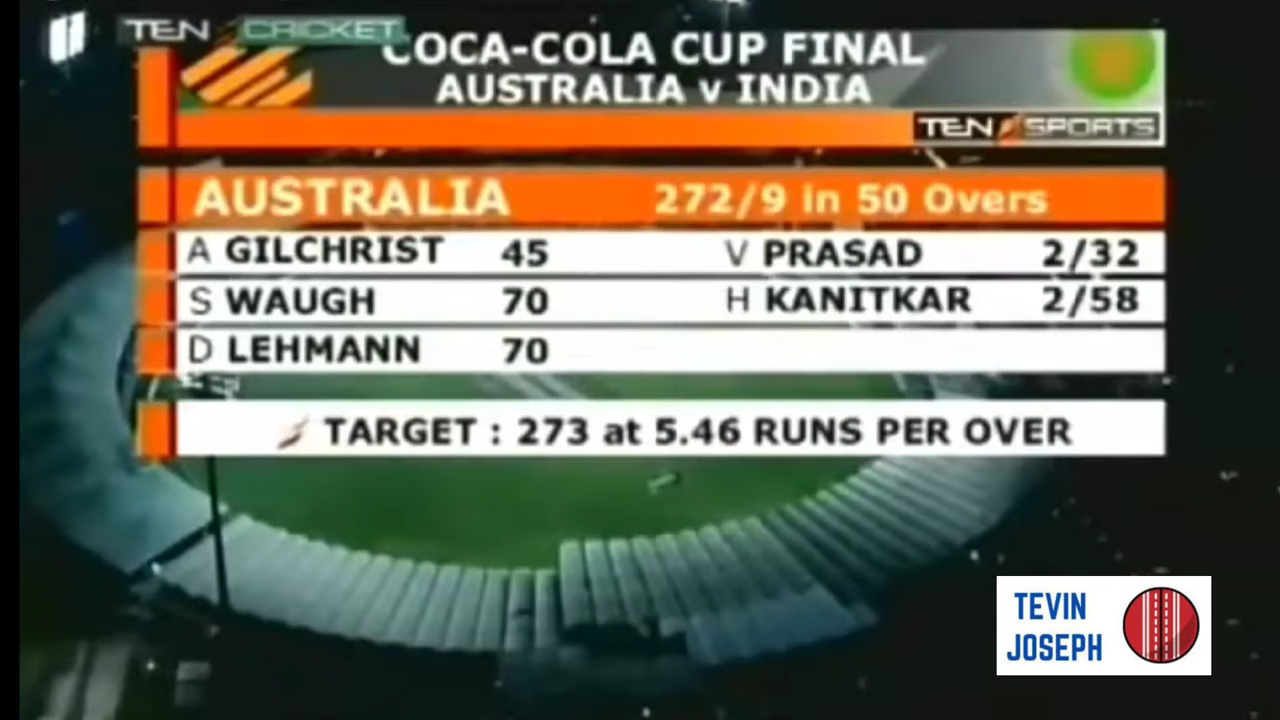 TEN CRICKET
COCA-COLA CUP FINAL
AUSTRALIA v INDIA
TEN SPORTS
AUSTRALIA 272/9 in 50 Overs
A GILCHRIST 45 V PRASAD 2/32
S WAUGH 70 H KANITKAR 2/58
D LEHMANN 70
TARGET : 273 at 5.46 RUNS PER OVER
TEVIN
JOSEPH